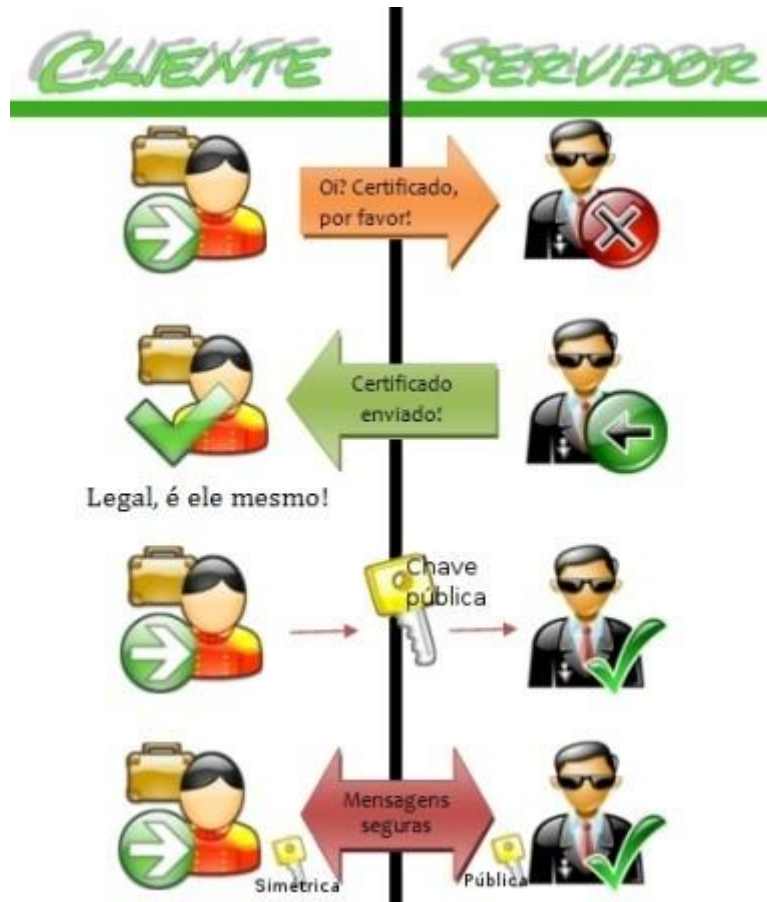 CLIENTE
SERVIDOR
Oi? Certificado,
por favor!
Certificado
enviado!
Legal, é ele mesmo!
Chave
pública
Mensagens
seguras
Simétrica
Pública